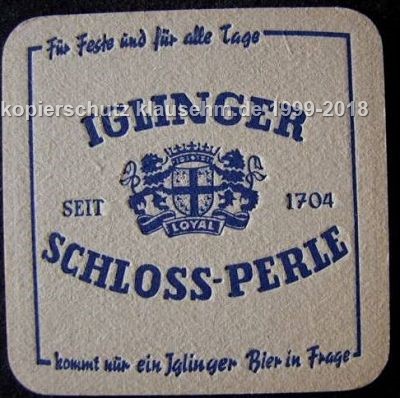 Für Feste und für alle Tage
kopierschutz klausehm.de 1999-2018
IGLINGER
SEIT 1704
LOYAL
SCHLOSS-PERLE
kommt nür ein Iglinger Bier in Frage